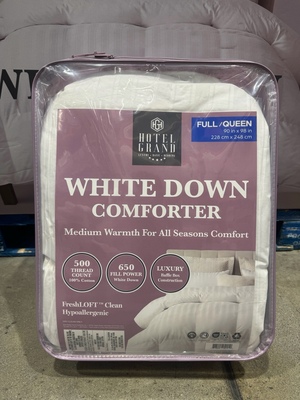 HOTEL
GRAND
FULL/QUEEN
90 in x 98 in
228 cm x 248 cm
WHITE DOWN
COMFORTER
Medium Warmth For All Seasons Comfort
500
THREAD
COUNT
100% Cotton
650
FILL POWER
White Down
LUXURY
Baffle Box
Construction
FreshLOFT™ Clean
Hypoallergenic